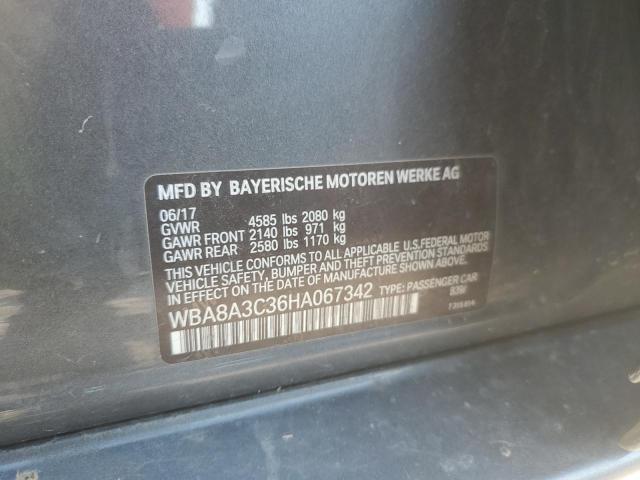 MFD BY BAYERISCHE MOTOREN WERKE AG
06/17
GVWR 4585 lbs 2080 kg
GAWR FRONT 2140 lbs 971 kg
GAWR REAR 2580 lbs 1170 kg
THIS VEHICLE CONFORMS TO ALL APPLICABLE U.S. FEDERAL MOTOR
VEHICLE SAFETY, BUMPER AND THEFT PREVENTION STANDARDS
IN EFFECT ON THE DATE OF MANUFACTURE SHOWN ABOVE.
WBA8A3C36HA067342 TYPE: PASSENGER CAR